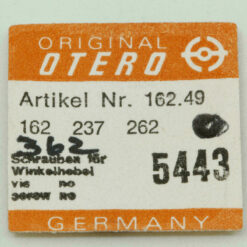 ORIGINAL
OTERO
Artikel Nr. 162.49
162 237 262
362
Schrauben für
Winkelhebel
5443
vis no
screw no
GERMANY